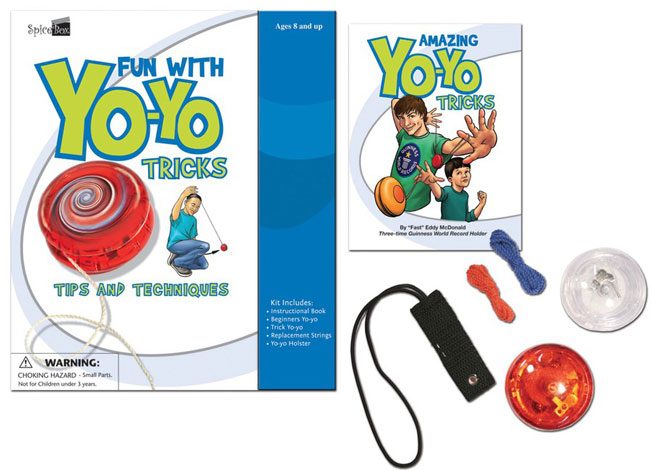 SpiceBox
Ages 8 and up
FUN WITH
YO-YO
TRICKS
TIPS AND TECHNIQUES
Kit Includes:
• Instructional Book
• Beginners Yo-yo
• Trick Yo-yo
• Replacement Strings
• Yo-yo Holster
WARNING:
CHOKING HAZARD - Small Parts.
Not for Children under 3 years.
AMAZING
YO-YO
TRICKS
By "Fast" Eddy McDonald
Three-time Guinness World Record Holder